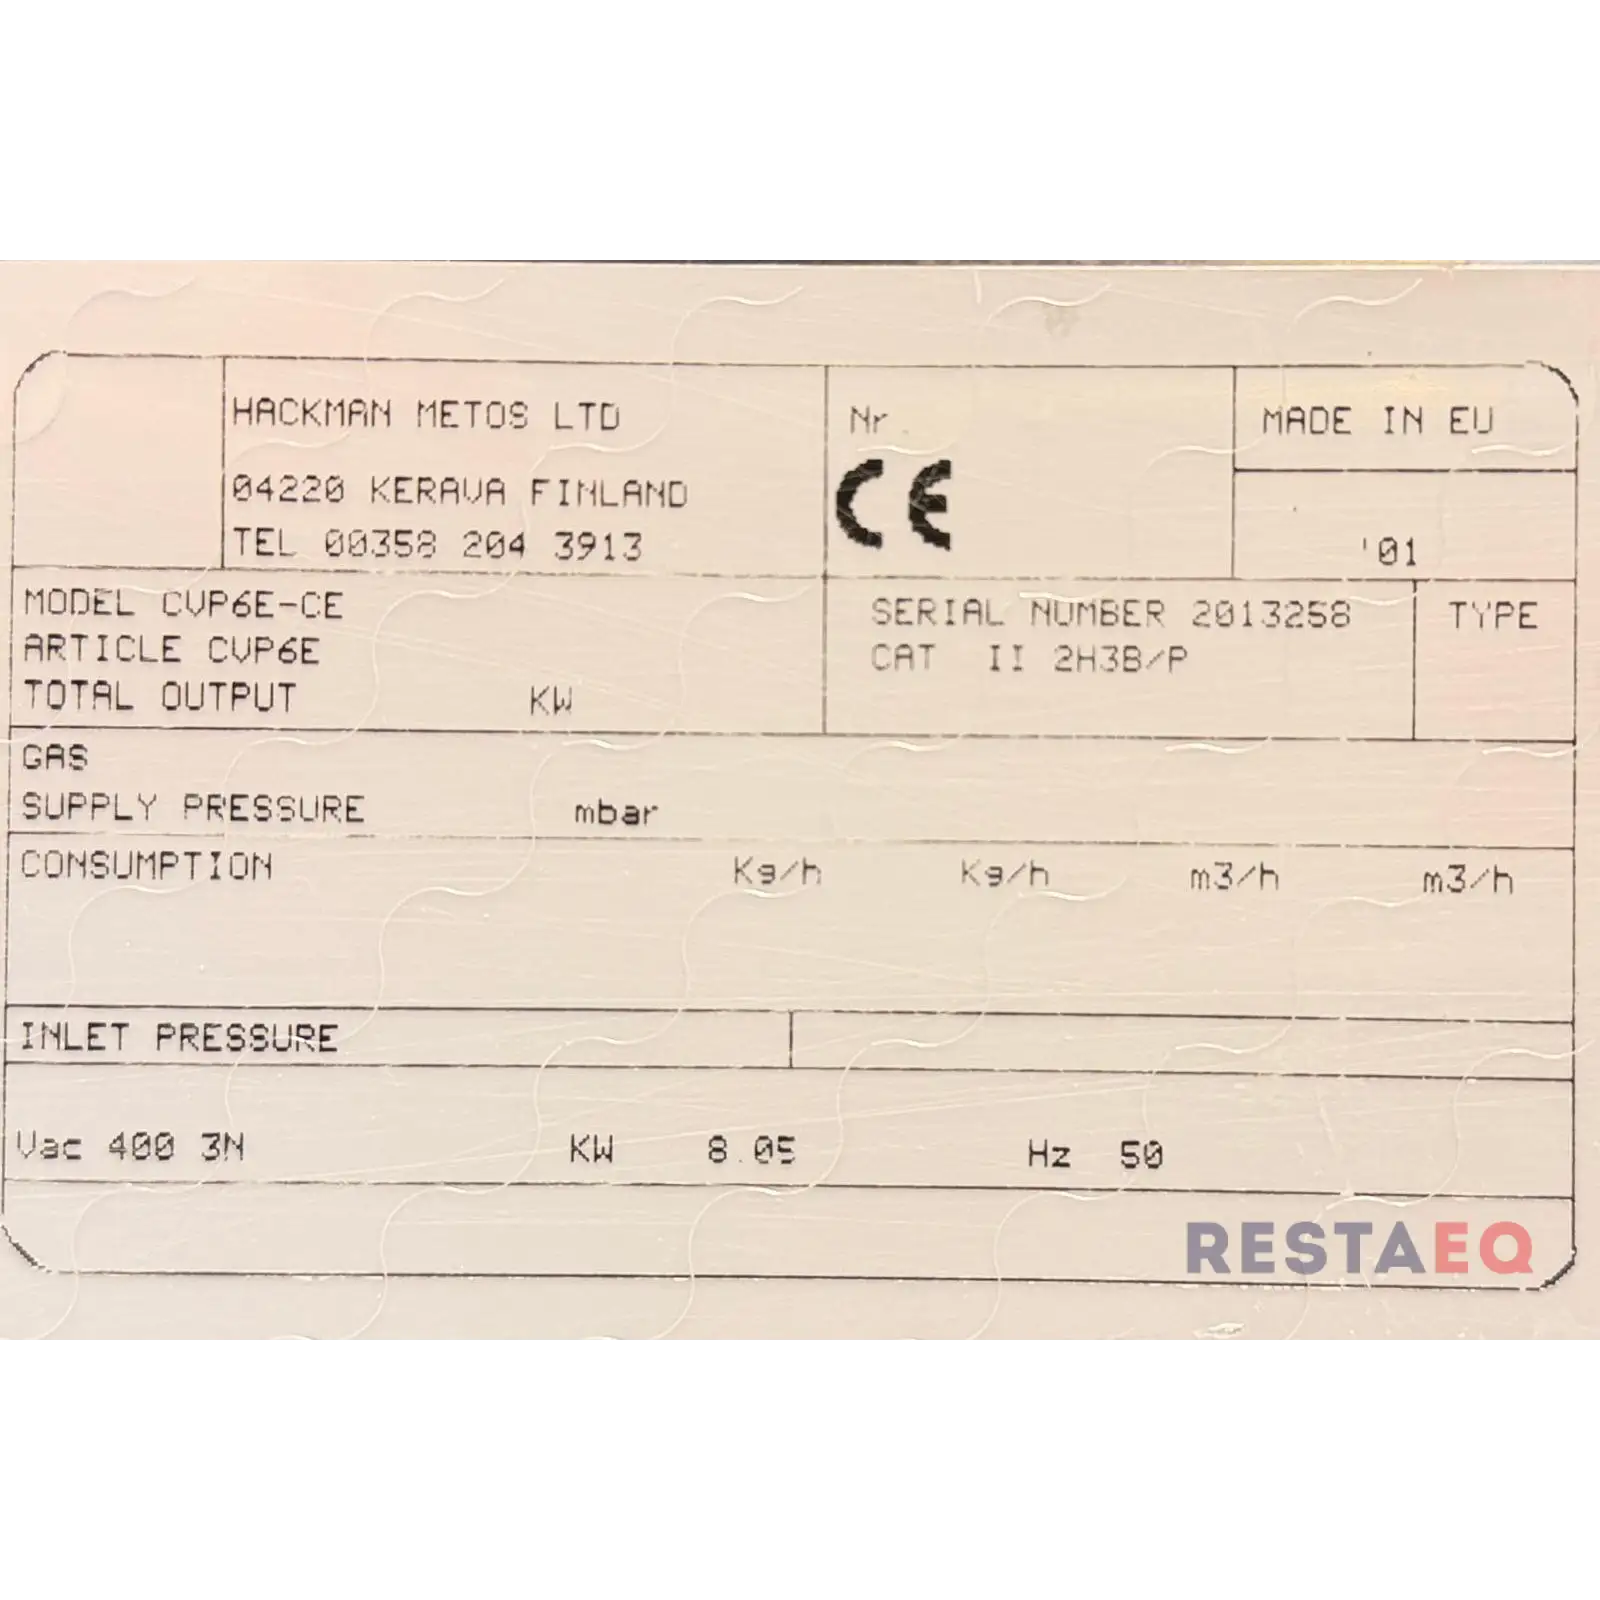 HACKMAN METOS LTD
04220 KERAVA FINLAND
TEL 00358 204 3913
Nr
CE
MADE IN EU
'01
MODEL CVP6E-CE
ARTICLE CVP6E
TOTAL OUTPUT KW
SERIAL NUMBER 2013258
CAT II 2H3B/P
TYPE
GAS
SUPPLY PRESSURE mbar
CONSUMPTION Kg/h Kg/h m3/h m3/h
INLET PRESSURE
Vac 400 3N KW 8.05 Hz 50
RESTAEQ